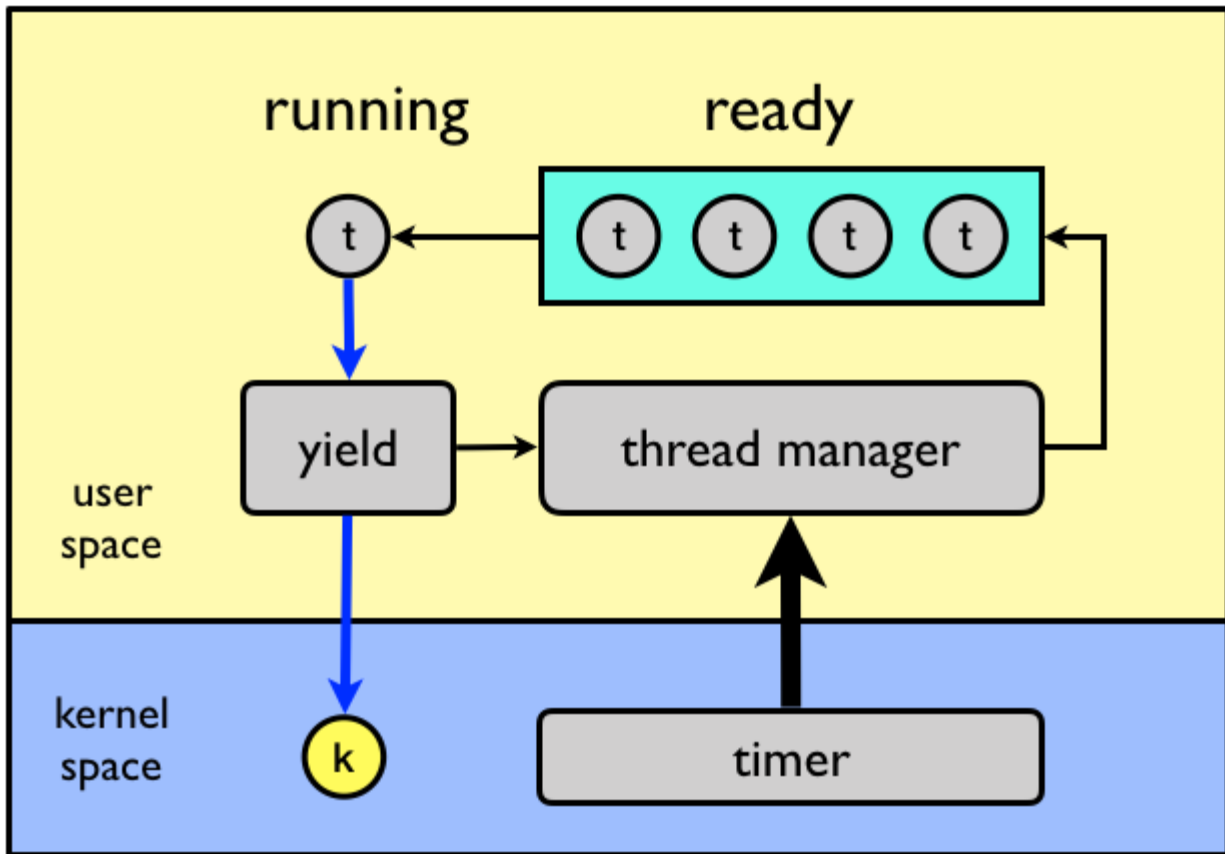 running
ready
t
t
t
t
t
yield
thread manager
user
space
kernel
space
k
timer